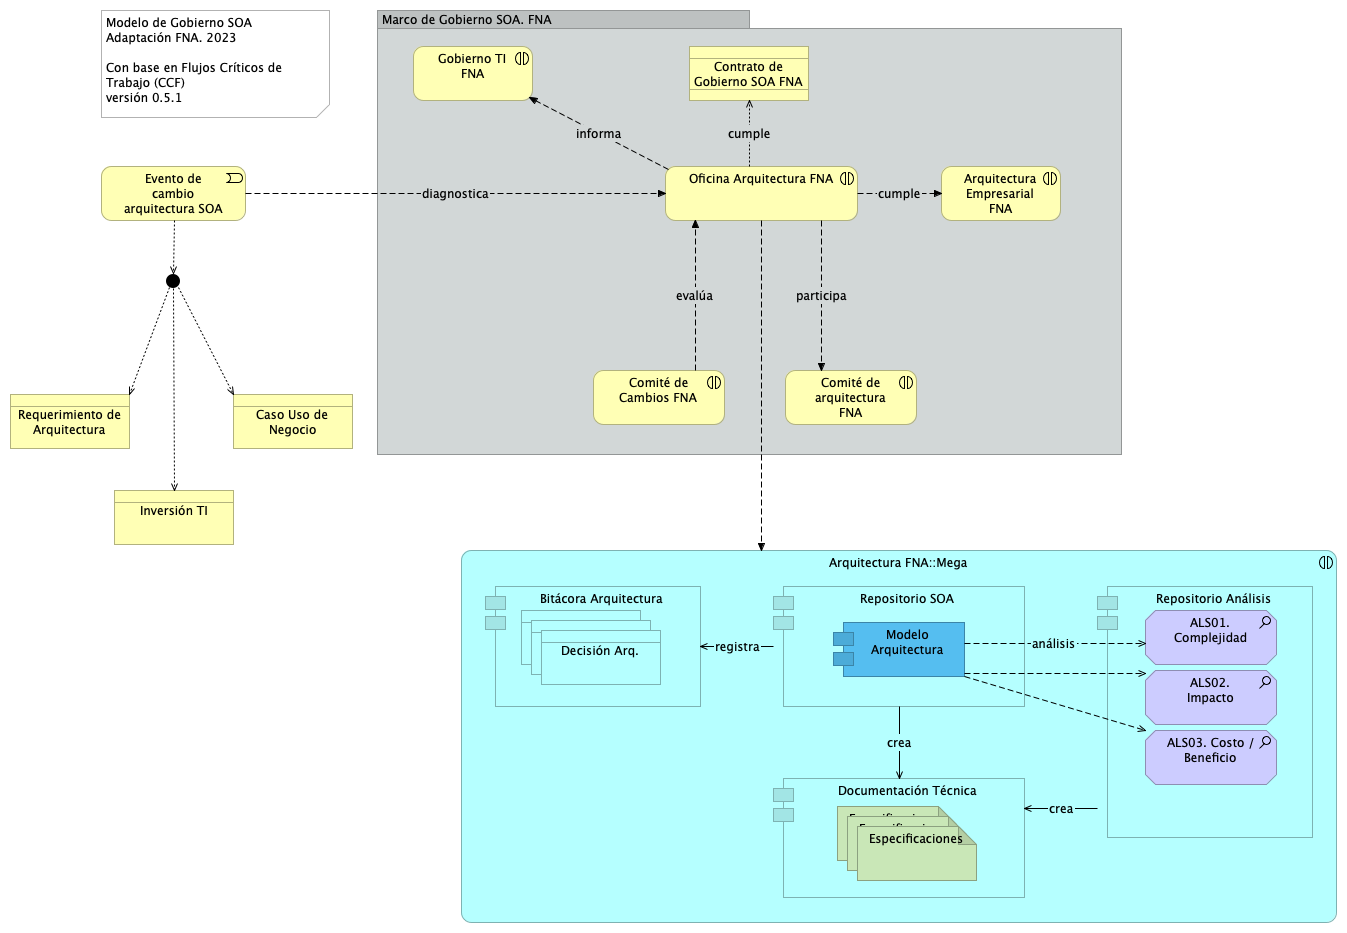 Modelo de Gobierno SOA
Adaptación FNA. 2023
Con base en Flujos Críticos de
Trabajo (CCF)
versión 0.5.1
Marco de Gobierno SOA. FNA
Gobierno TI
FNA
Contrato de
Gobierno SOA FNA
informa
cumple
Evento de
cambio
arquitectura SOA
diagnostica
Oficina Arquitectura FNA
cumple
Arquitectura
Empresarial
FNA
evalúa
participa
Comité de
Cambios FNA
Comité de
arquitectura
FNA
Requerimiento de
Arquitectura
Caso Uso de
Negocio
Inversión TI
Arquitectura FNA::Mega
Bitácora Arquitectura
Decisión Arq.
registra
Repositorio SOA
Modelo
Arquitectura
análisis
Repositorio Análisis
ALS01.
Complejidad
ALS02.
Impacto
ALS03. Costo /
Beneficio
crea
crea
Documentación Técnica
Especificaciones